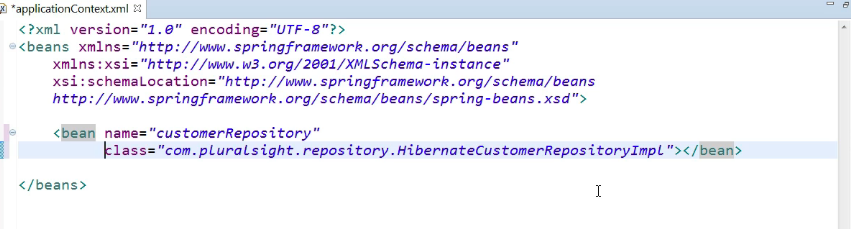 *applicationContext.xml
<?xml version="1.0" encoding="UTF-8"?>
<beans xmlns="http://www.springframework.org/schema/beans"
    xmlns:xsi="http://www.w3.org/2001/XMLSchema-instance"
    xsi:schemaLocation="http://www.springframework.org/schema/beans
    http://www.springframework.org/schema/beans/spring-beans.xsd">
    <bean name="customerRepository"
          class="com.pluralsight.repository.HibernateCustomerRepositoryImpl"></bean>
</beans>